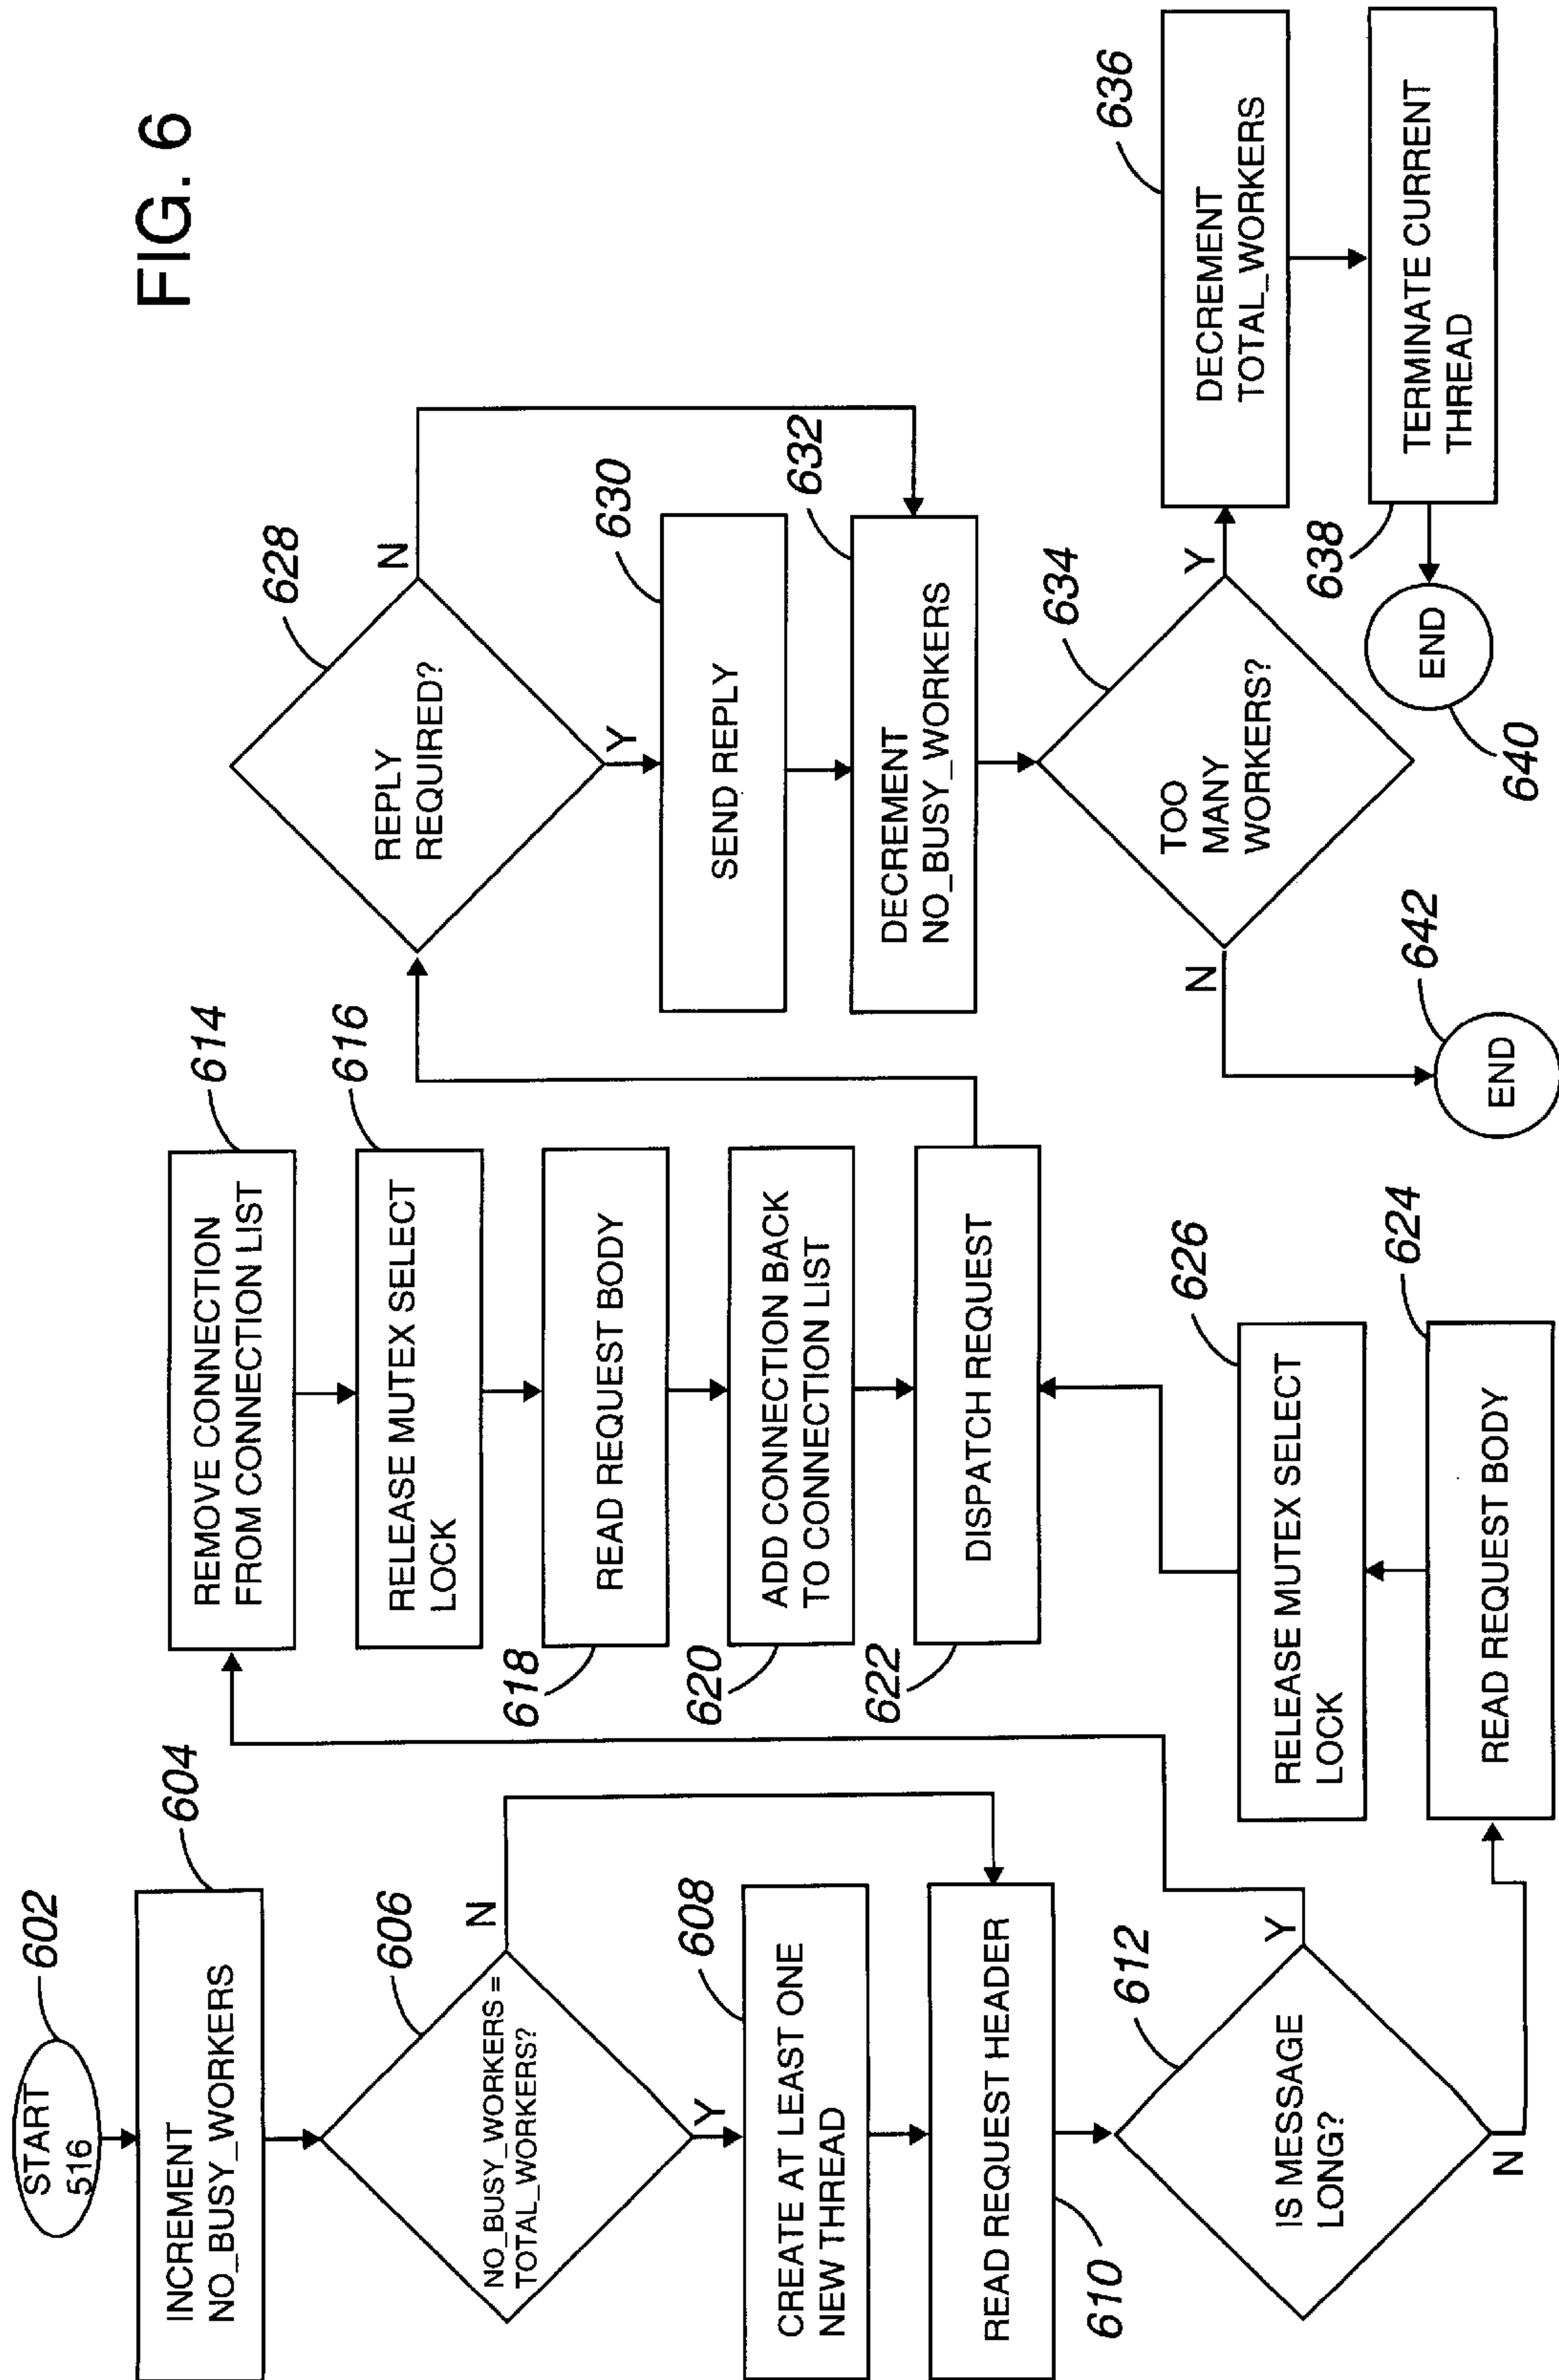 FIG. 6
602
START
516
604
INCREMENT
NO_BUSY_WORKERS
606
NO_BUSY_WORKERS =
TOTAL_WORKERS?
N
Y
608
CREATE AT LEAST ONE
NEW THREAD
READ REQUEST HEADER
610
612
IS MESSAGE
LONG?
Y
N
614
REMOVE CONNECTION
FROM CONNECTION LIST
616
RELEASE MUTEX SELECT
LOCK
READ REQUEST BODY
618
ADD CONNECTION BACK
TO CONNECTION LIST
620
DISPATCH REQUEST
622
626
RELEASE MUTEX SELECT
LOCK
624
READ REQUEST BODY
628
REPLY
REQUIRED?
N
Y
630
SEND REPLY
632
DECREMENT
NO_BUSY_WORKERS
634
TOO
MANY
WORKERS?
N
Y
636
DECREMENT
TOTAL_WORKERS
TERMINATE CURRENT
THREAD
638
END
640
642
END